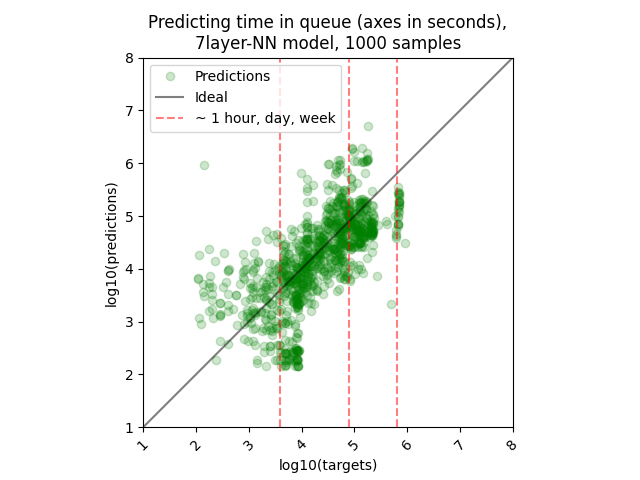 Predicting time in queue (axes in seconds),
7layer-NN model, 1000 samples
Predictions
Ideal
~ 1 hour, day, week
log10(predictions)
8
7
6
5
4
3
2
1
1
2
3
4
5
6
7
8
log10(targets)